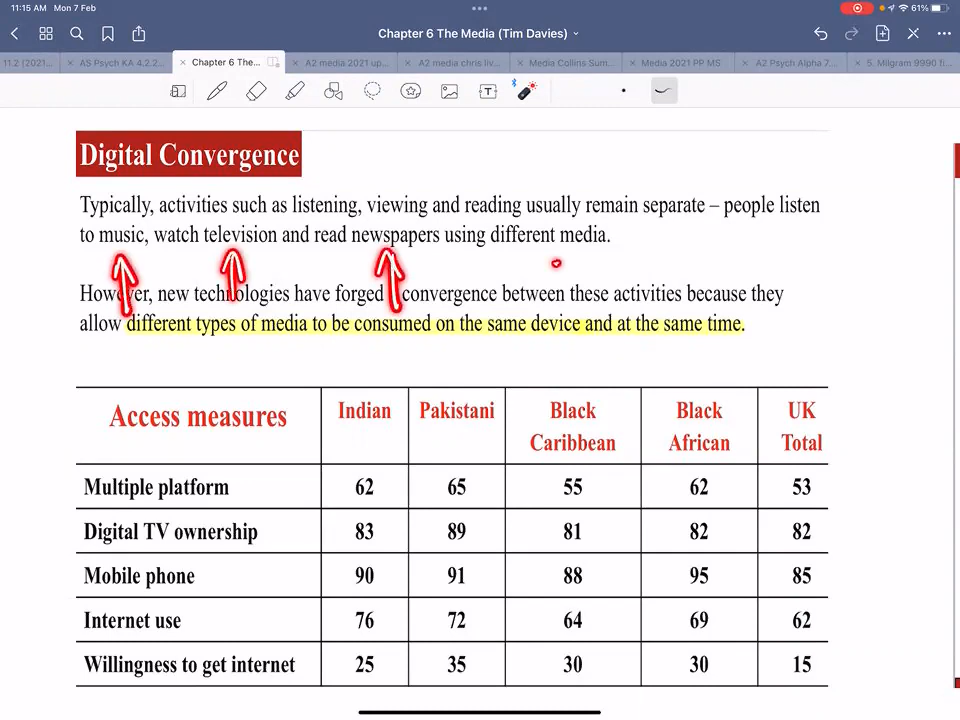 11:15 AM Mon 7 Feb
61%
Chapter 6 The Media (Tim Davies)
11.2 (2021...
AS Psych KA 4.2.2...
Chapter 6 The...
A2 media 2021 up...
A2 media chris liv...
Media Collins Sum...
Media 2021 PP MS
A2 Psych Alpha 7...
5. Milgram 9990 fi...
T
Digital Convergence
Typically, activities such as listening, viewing and reading usually remain separate – people listen
to music, watch television and read newspapers using different media.
However, new technologies have forged convergence between these activities because they
allow different types of media to be consumed on the same device and at the same time.
Access measures Indian Pakistani Black Caribbean Black African UK Total
Multiple platform 62 65 55 62 53
Digital TV ownership 83 89 81 82 82
Mobile phone 90 91 88 95 85
Internet use 76 72 64 69 62
Willingness to get internet 25 35 30 30 15